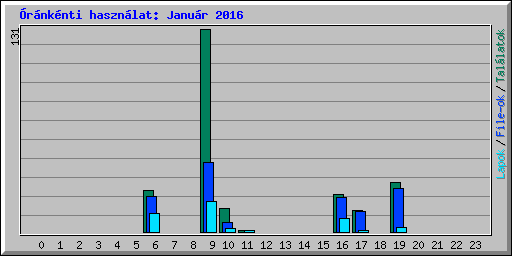 Óránkénti használat: Január 2016
131
Lapok / File-ok / Találatok
0 1 2 3 4 5 6 7 8 9 10 11 12 13 14 15 16 17 18 19 20 21 22 23